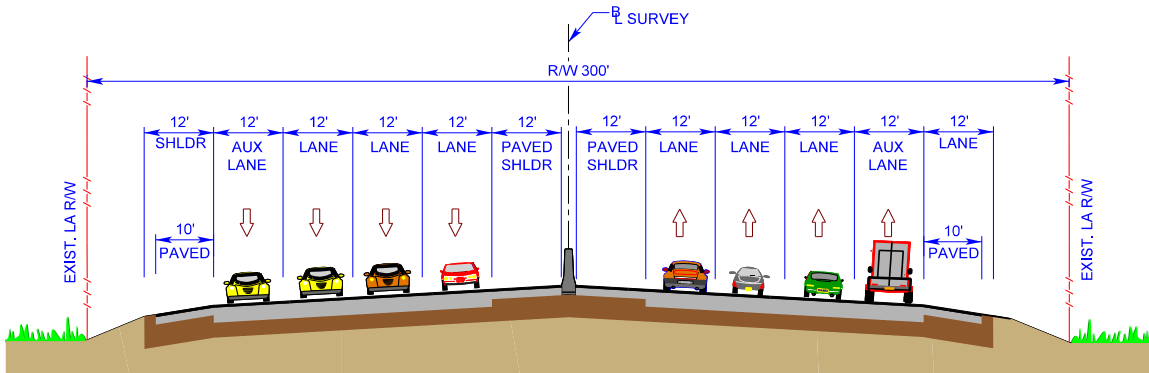 B
L SURVEY
R/W 300'
12' 12' 12' 12' 12' 12' 12' 12' 12' 12' 12' 12'
SHLDR AUX LANE LANE LANE LANE PAVED SHLDR PAVED SHLDR LANE LANE LANE AUX LANE LANE
10' PAVED
10' PAVED
EXIST. LA R/W
EXIST. LA R/W